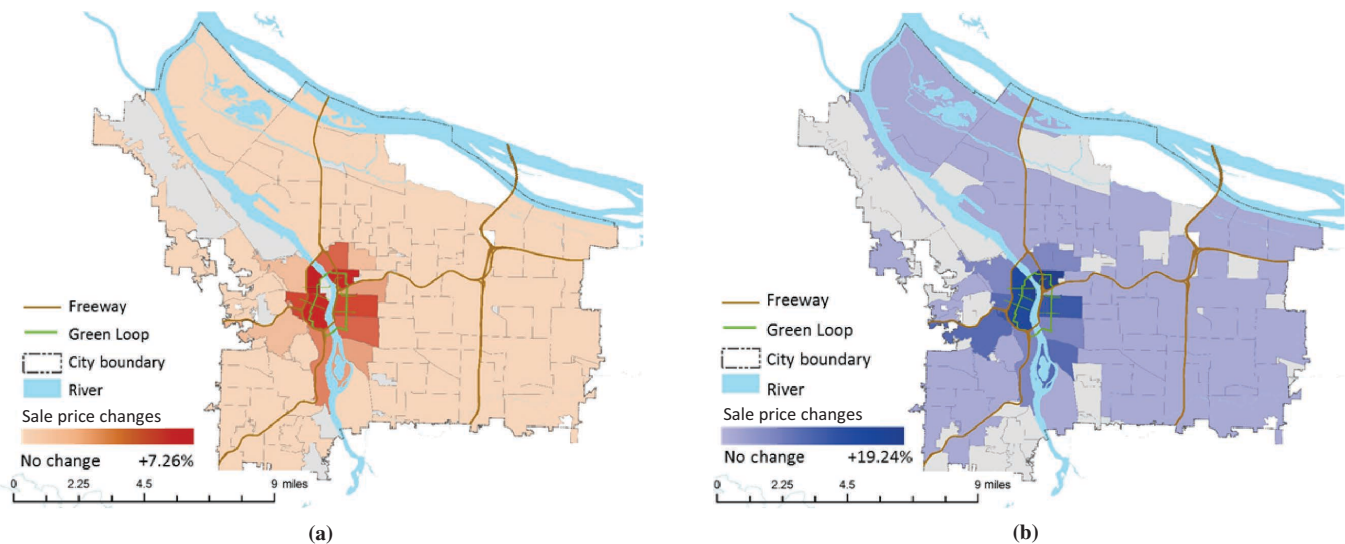 Freeway
Green Loop
City boundary
River
Sale price changes
No change +7.26%
0 2.25 4.5 9 miles
(a)
Freeway
Green Loop
City boundary
River
Sale price changes
No change +19.24%
0 2.25 4.5 9 miles
(b)